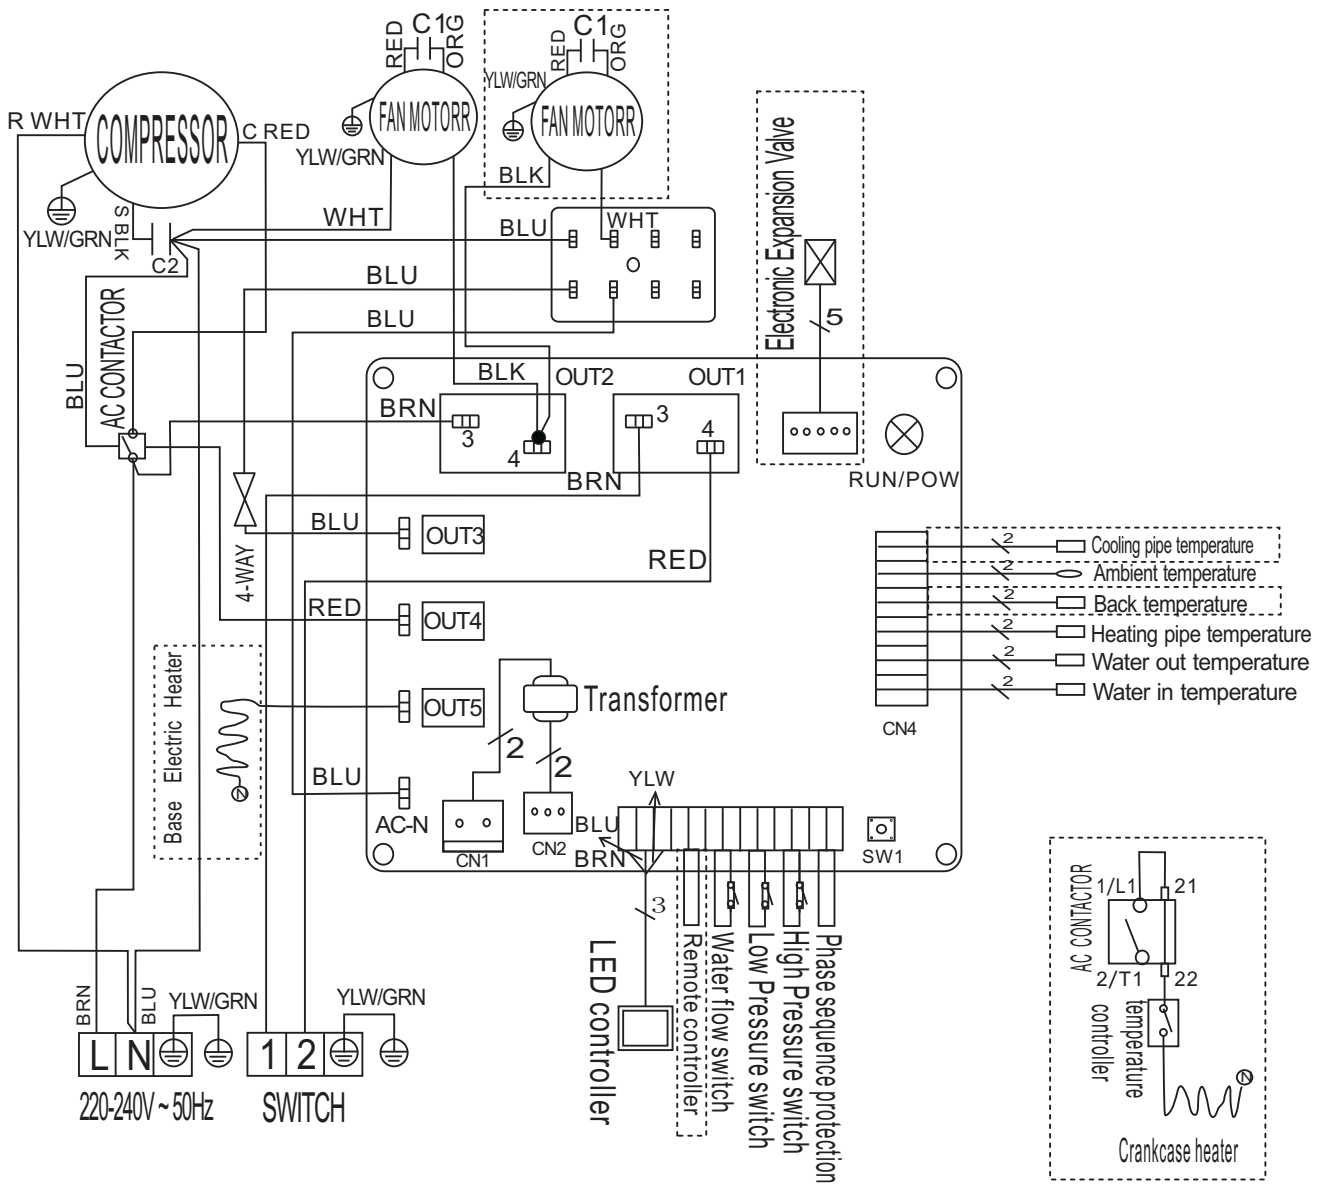 RED
C1
ORG
RED
C1
ORG
YLW/GRN
R WHT
COMPRESSOR
C RED
FAN MOTORR
FAN MOTORR
YLW/GRN
YLW/GRN
S BLK
C2
WHT
BLK
BLU
WHT
Electronic Expansion Valve
5
BLU
BLU
AC CONTACTOR
BLU
BLK
OUT2
OUT1
BRN
3
4
3
4
BRN
RUN/POW
BLU
OUT3
4-WAY
RED
RED
OUT4
OUT5
Base Electric Heater
N
BLU
AC-N
Transformer
2
2
CN1
CN2
2
Cooling pipe temperature
2
Ambient temperature
2
Back temperature
2
Heating pipe temperature
2
Water out temperature
2
Water in temperature
CN4
YLW
BLU
BRN
SW1
3
LED controller
Remote controller
Water flow switch
Low Pressure switch
High Pressure switch
Phase sequence protection
BRN
BLU
YLW/GRN
YLW/GRN
L N
1 2
220-240V ~ 50Hz
SWITCH
AC CONTACTOR
1/L1
21
2/T1
22
temperature
controller
N
Crankcase heater